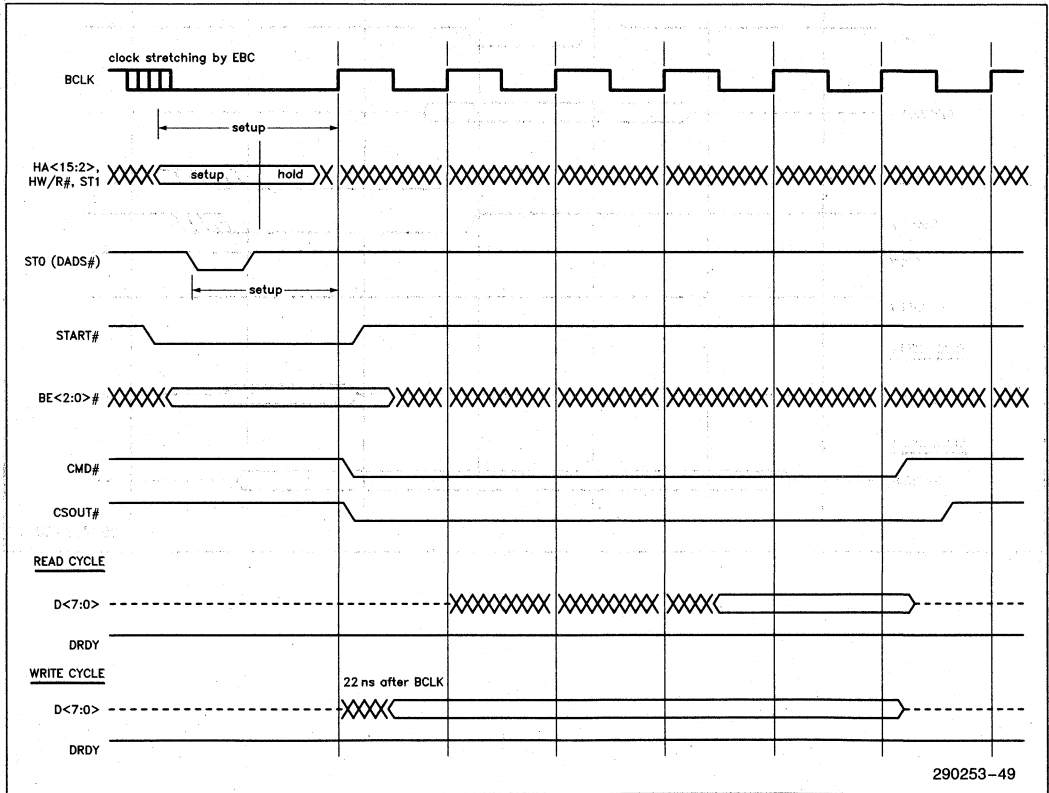 clock stretching by EBC
BCLK
setup
HA<15:2>,
HW/R#, ST1
setup
hold
ST0 (DADS#)
setup
START#
BE<2:0>#
CMD#
CSOUT#
READ CYCLE
D<7:0>
DRDY
WRITE CYCLE
22 ns after BCLK
D<7:0>
DRDY
290253–49